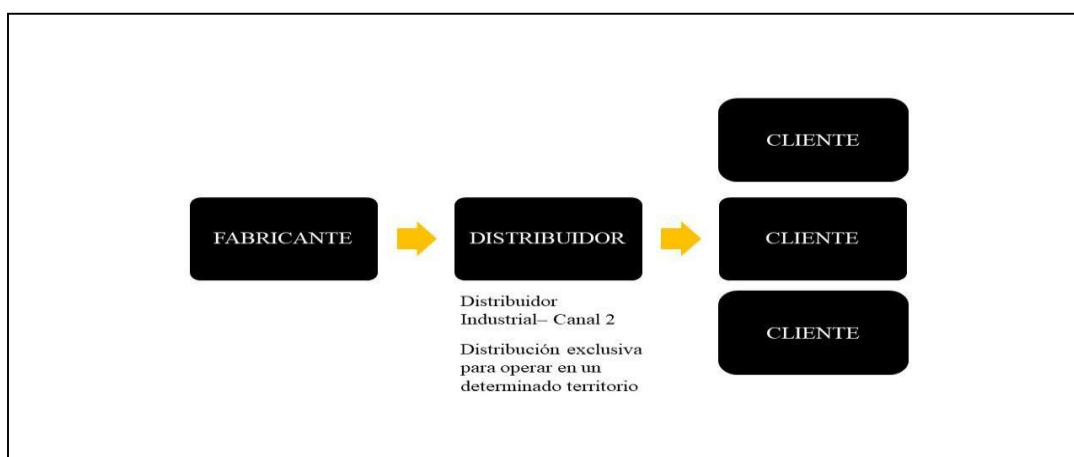 FABRICANTE
DISTRIBUIDOR
Distribuidor
Industrial– Canal 2
Distribución exclusiva
para operar en un
determinado territorio
CLIENTE
CLIENTE
CLIENTE